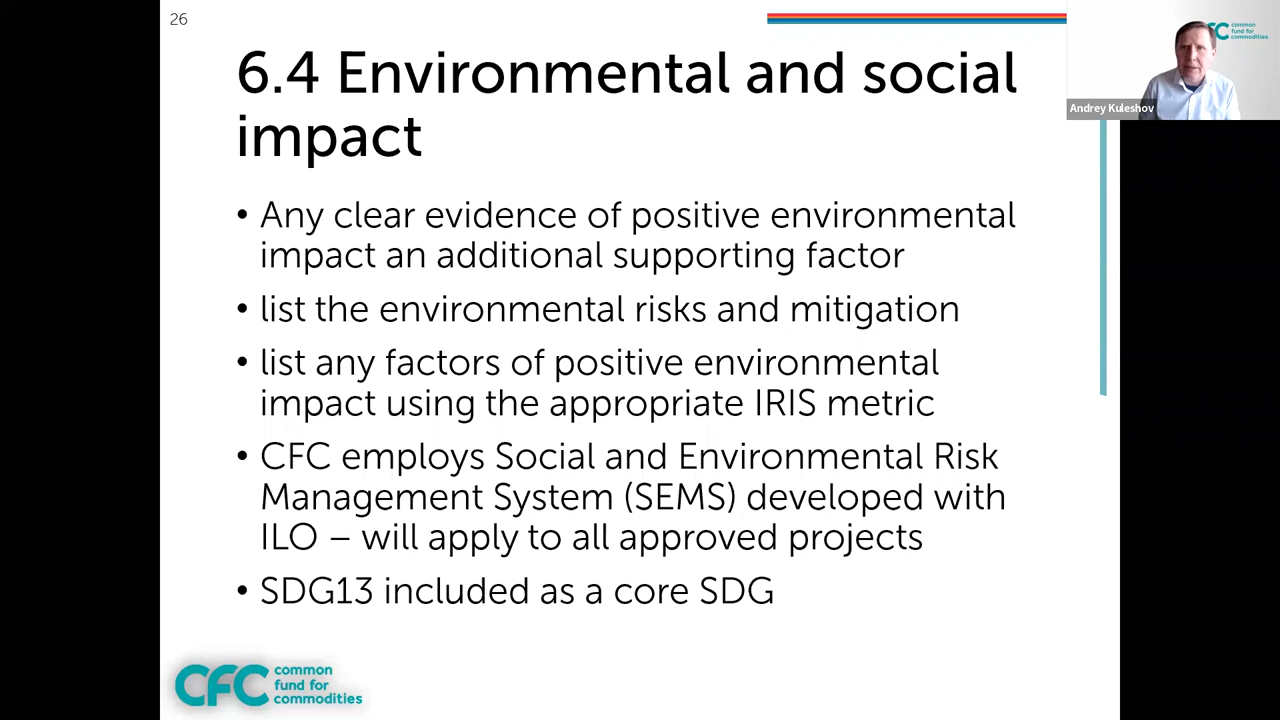 26
6.4 Environmental and social
impact
• Any clear evidence of positive environmental
impact an additional supporting factor
• list the environmental risks and mitigation
• list any factors of positive environmental
impact using the appropriate IRIS metric
• CFC employs Social and Environmental Risk
Management System (SEMS) developed with
ILO – will apply to all approved projects
• SDG13 included as a core SDG
CFC common
fund for
commodities
FC common
fund for
commodities
Andrey Kuleshov